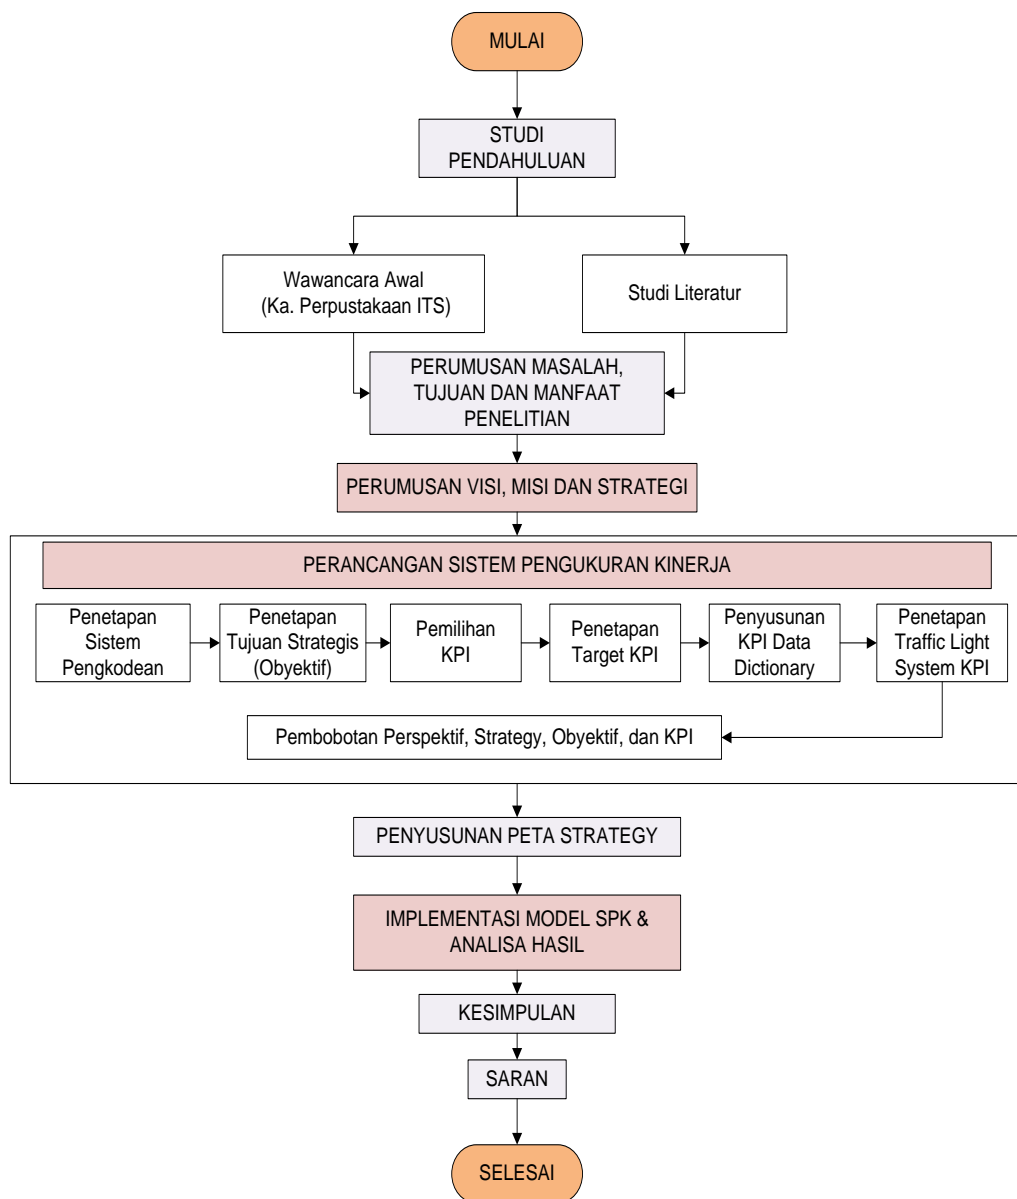 MULAI
STUDI
PENDAHULUAN
Wawancara Awal
(Ka. Perpustakaan ITS)
Studi Literatur
PERUMUSAN MASALAH,
TUJUAN DAN MANFAAT
PENELITIAN
PERUMUSAN VISI, MISI DAN STRATEGI
PERANCANGAN SISTEM PENGUKURAN KINERJA
Penetapan
Sistem
Pengkodean
Penetapan
Tujuan Strategis
(Obyektif)
Pemilihan
KPI
Penetapan
Target KPI
Penyusunan
KPI Data
Dictionary
Penetapan
Traffic Light
System KPI
Pembobotan Perspektif, Strategy, Obyektif, dan KPI
PENYUSUNAN PETA STRATEGY
IMPLEMENTASI MODEL SPK &
ANALISA HASIL
KESIMPULAN
SARAN
SELESAI